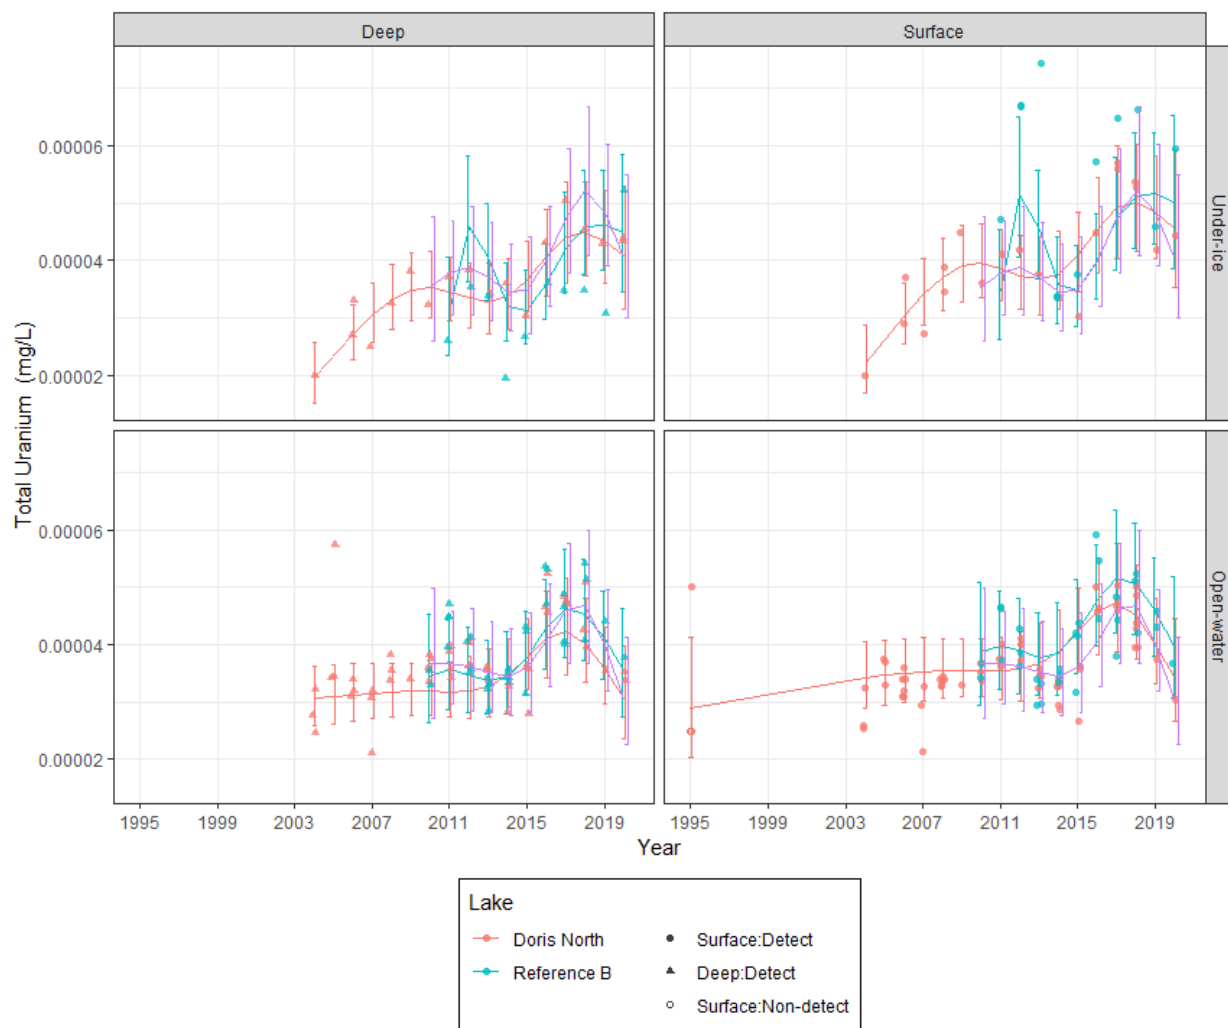 Deep
Surface
Under-ice
0.00006
0.00004
0.00002
Open-water
0.00006
0.00004
0.00002
Total Uranium (mg/L)
1995 1999 2003 2007 2011 2015 2019 1995 1999 2003 2007 2011 2015 2019
Year
Lake
Doris North Surface:Detect
Reference B Deep:Detect
Surface:Non-detect